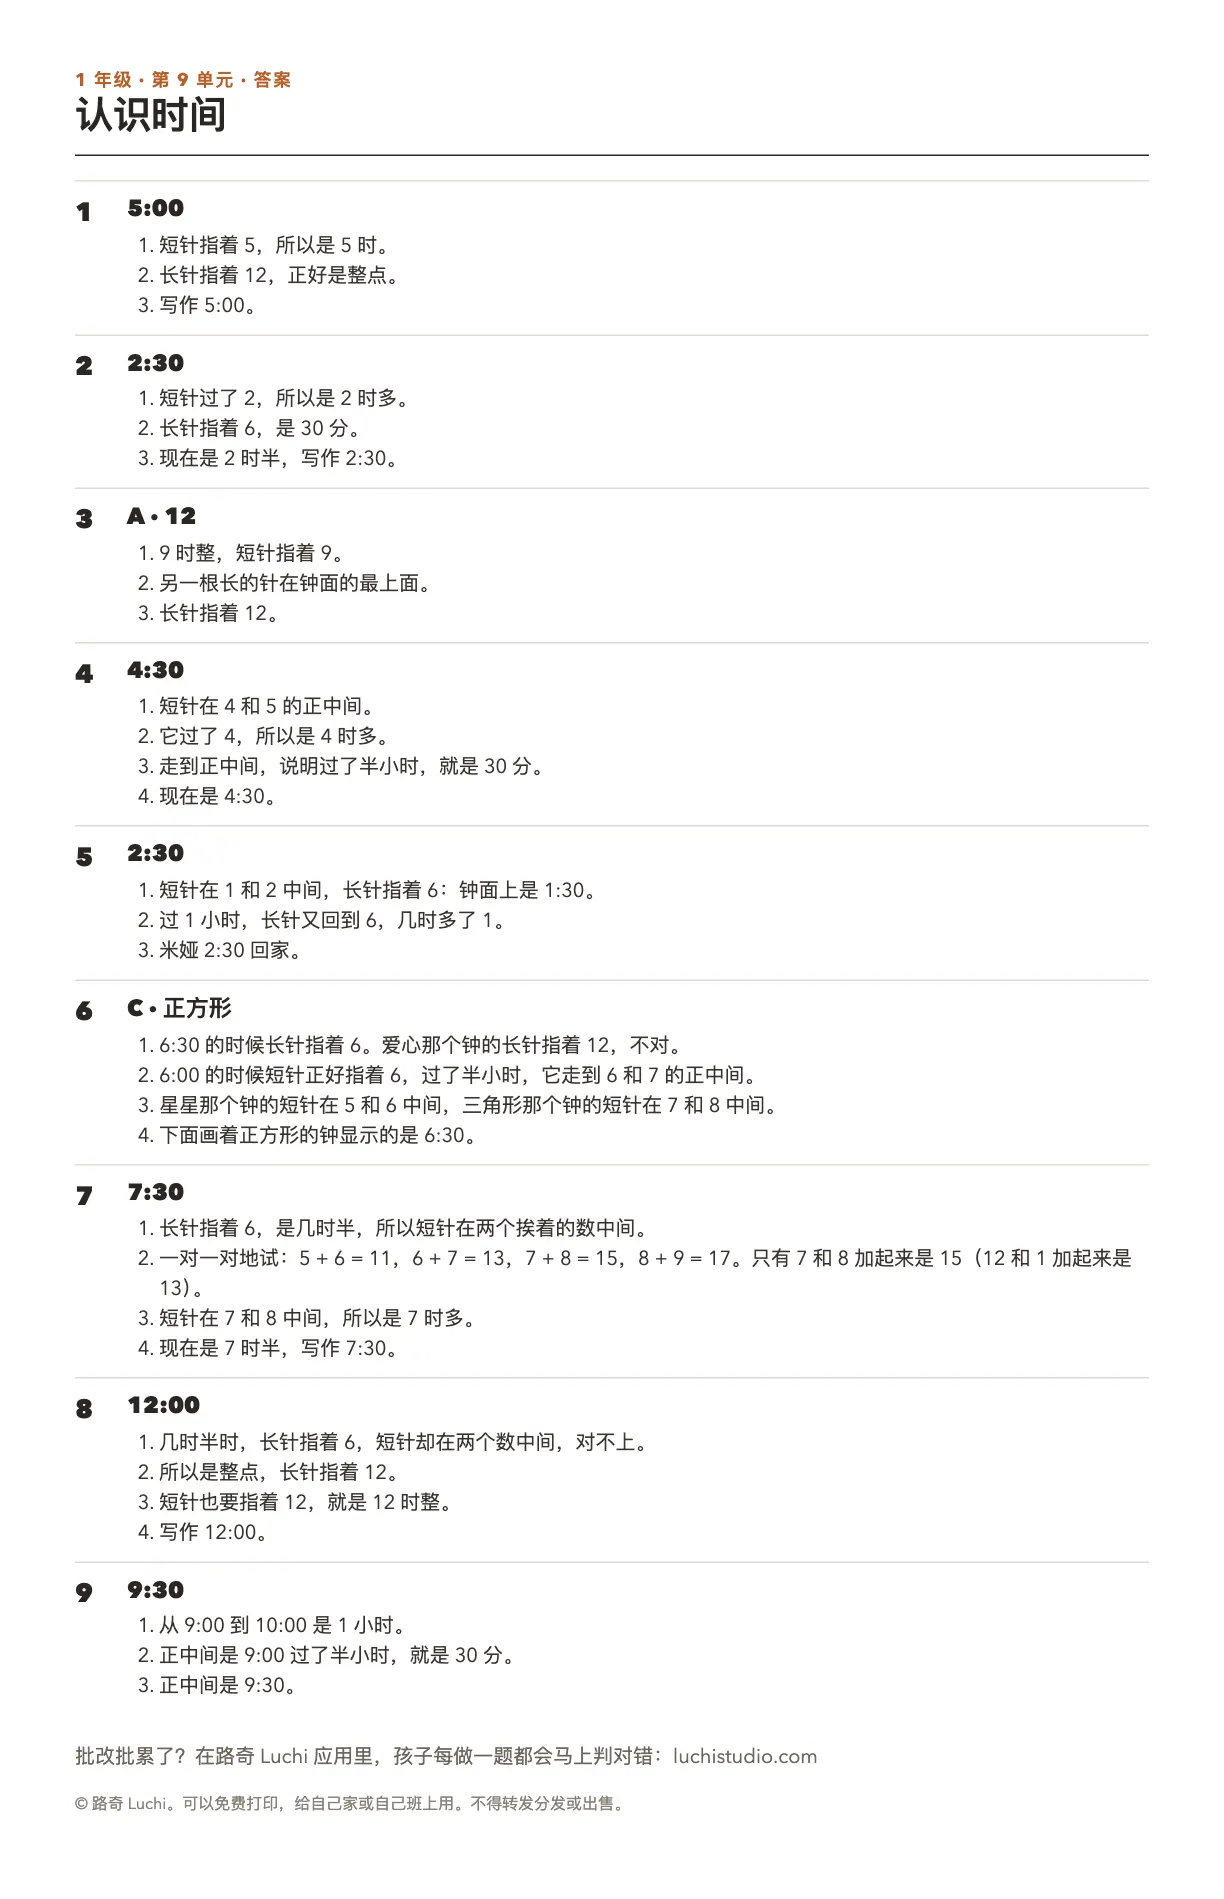 1 年级 · 第 9 单元 · 答案
认识时间
1 5:00
1. 短针指着 5，所以是 5 时。
2. 长针指着 12，正好是整点。
3. 写作 5:00。
2 2:30
1. 短针过了 2，所以是 2 时多。
2. 长针指着 6，是 30 分。
3. 现在是 2 时半，写作 2:30。
3 A · 12
1. 9 时整，短针指着 9。
2. 另一根长的针在钟面的最上面。
3. 长针指着 12。
4 4:30
1. 短针在 4 和 5 的正中间。
2. 它过了 4，所以是 4 时多。
3. 走到正中间，说明过了半小时，就是 30 分。
4. 现在是 4:30。
5 2:30
1. 短针在 1 和 2 中间，长针指着 6：钟面上是 1:30。
2. 过 1 小时，长针又回到 6，几时多了 1。
3. 米娅 2:30 回家。
6 C · 正方形
1. 6:30 的时候长针指着 6。爱心那个钟的长针指着 12，不对。
2. 6:00 的时候短针正好指着 6，过了半小时，它走到 6 和 7 的正中间。
3. 星星那个钟的短针在 5 和 6 中间，三角形那个钟的短针在 7 和 8 中间。
4. 下面画着正方形的钟显示的是 6:30。
7 7:30
1. 长针指着 6，是几时半，所以短针在两个挨着的数中间。
2. 一对一对地试：5 + 6 = 11，6 + 7 = 13，7 + 8 = 15，8 + 9 = 17。只有 7 和 8 加起来是 15（12 和 1 加起来是
13）。
3. 短针在 7 和 8 中间，所以是 7 时多。
4. 现在是 7 时半，写作 7:30。
8 12:00
1. 几时半时，长针指着 6，短针却在两个数中间，对不上。
2. 所以是整点，长针指着 12。
3. 短针也要指着 12，就是 12 时整。
4. 写作 12:00。
9 9:30
1. 从 9:00 到 10:00 是 1 小时。
2. 正中间是 9:00 过了半小时，就是 30 分。
3. 正中间是 9:30。
批改批累了？在路奇 Luchi 应用里，孩子每做一题都会马上判对错：luchistudio.com
© 路奇 Luchi。可以免费打印，给自己家或自己班上用。不得转发分发或出售。